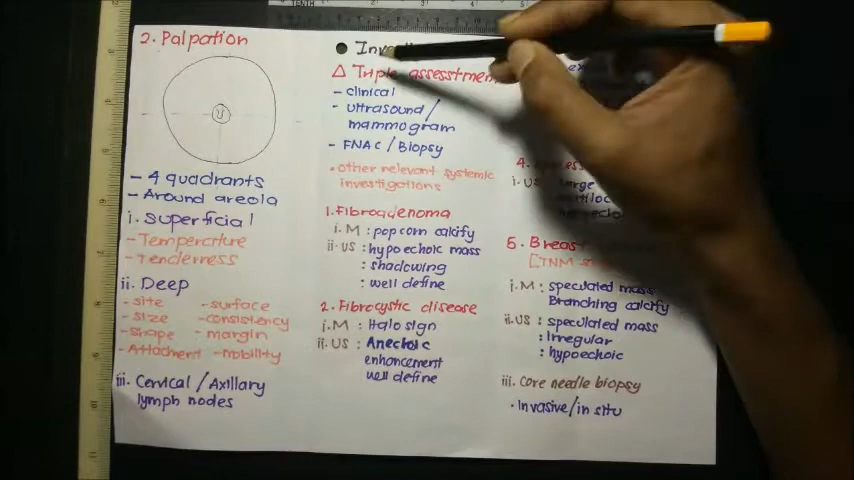 2. Palpation
- 4 quadrants
- Around areola
i. Superficial
- Temperature
- Tenderness
ii. Deep
- site - surface
- size - consistency
- shape - margin
- Attachment - mobility
iii. Cervical / Axillary
lymph nodes
Δ Triple assesstment
- clinical
- ultrasound /
mammogram
- FNAC / Biopsy
• other relevant systemic
investigations
1. Fibroadenoma
i. M : popcorn calcify
ii. US : hypoechoic mass
: shadowing
: well define
2. Fibrocystic disease
i. M : Halo sign
ii. US : Anechoic
enhancement
well define
4.
i. US
5. Breast
[TNM
i. M : speculated mass
Branching calcify
ii. US : speculated mass
: Irregular
: hypoechoic
iii. Core needle biopsy
• Invasive/in situ